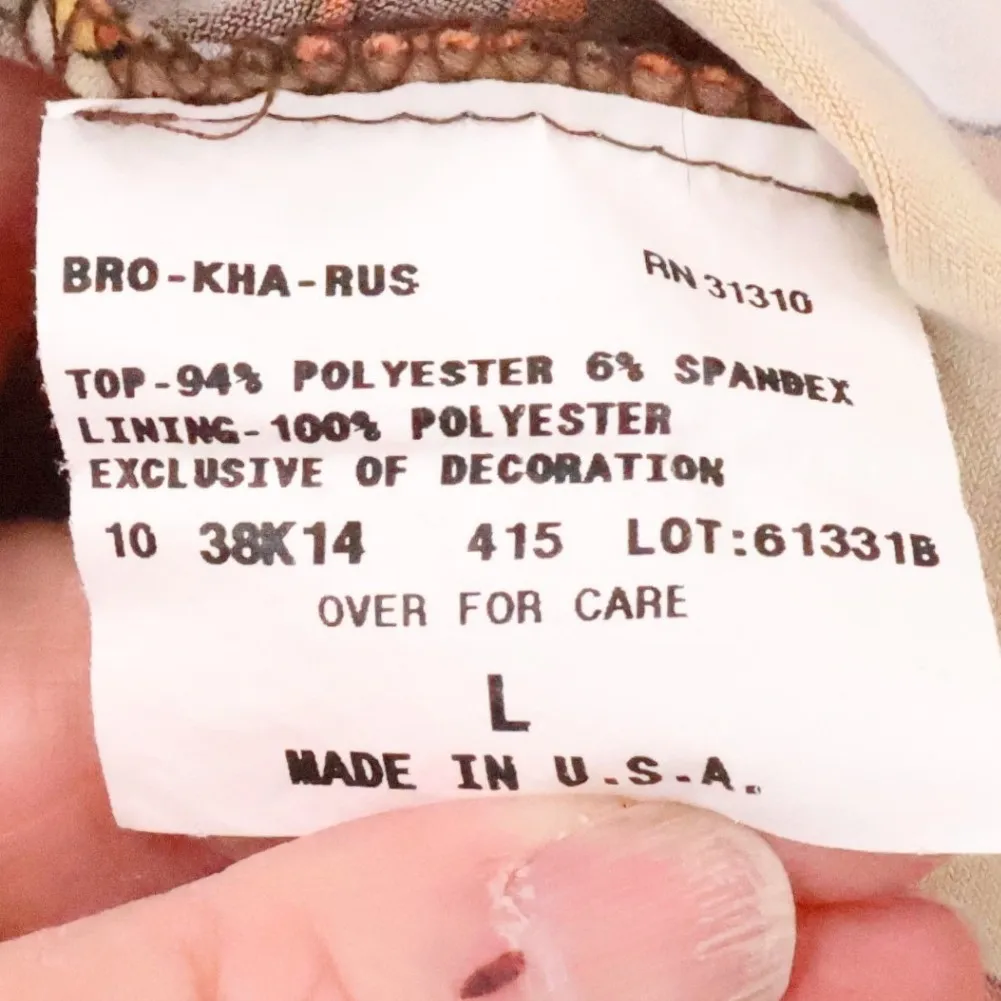 BRO-KHA-RUS RN 31310
TOP-94% POLYESTER 6% SPANDEX
LINING-100% POLYESTER
EXCLUSIVE OF DECORATION
10 38K14 415 LOT:61331B
OVER FOR CARE
L
MADE IN U.S.A.